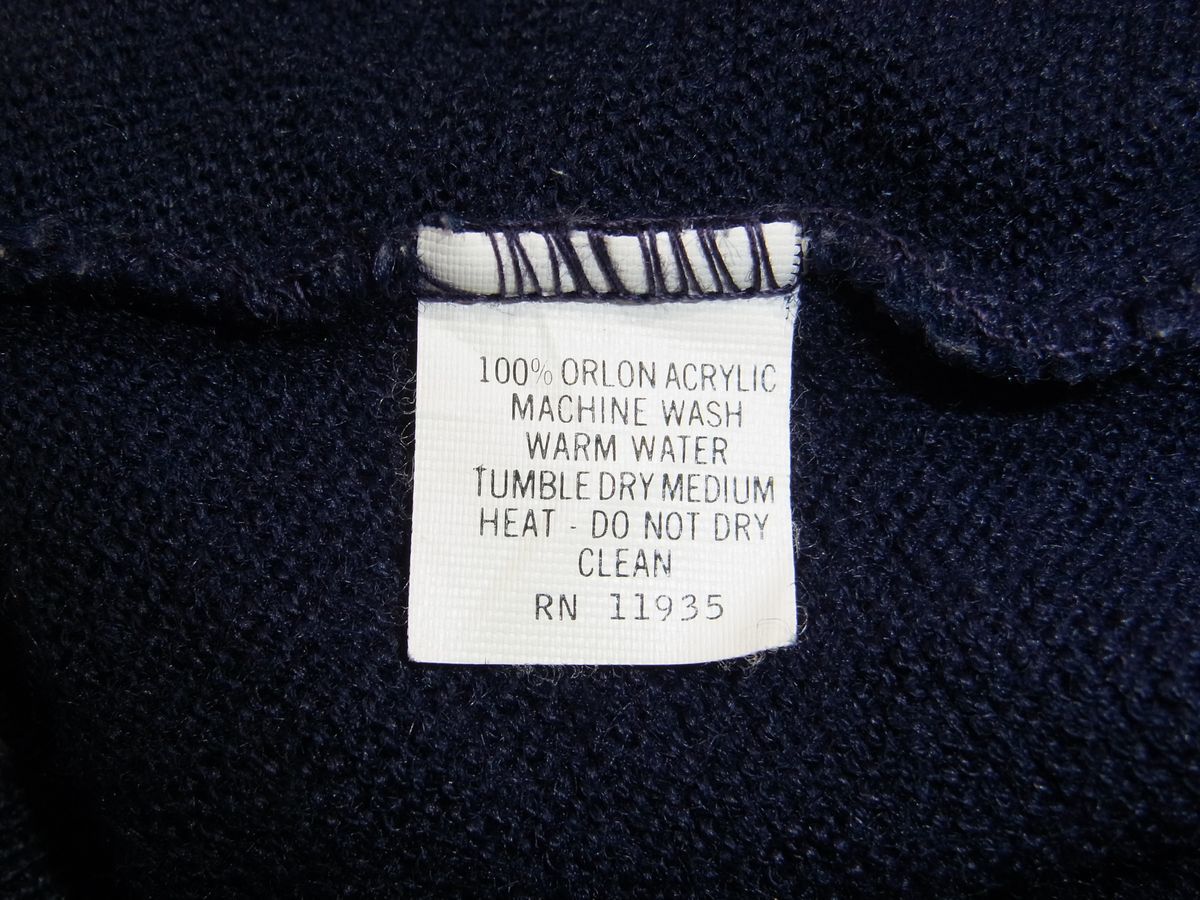 100% ORLON ACRYLIC
MACHINE WASH
WARM WATER
TUMBLE DRY MEDIUM
HEAT - DO NOT DRY
CLEAN
RN 11935